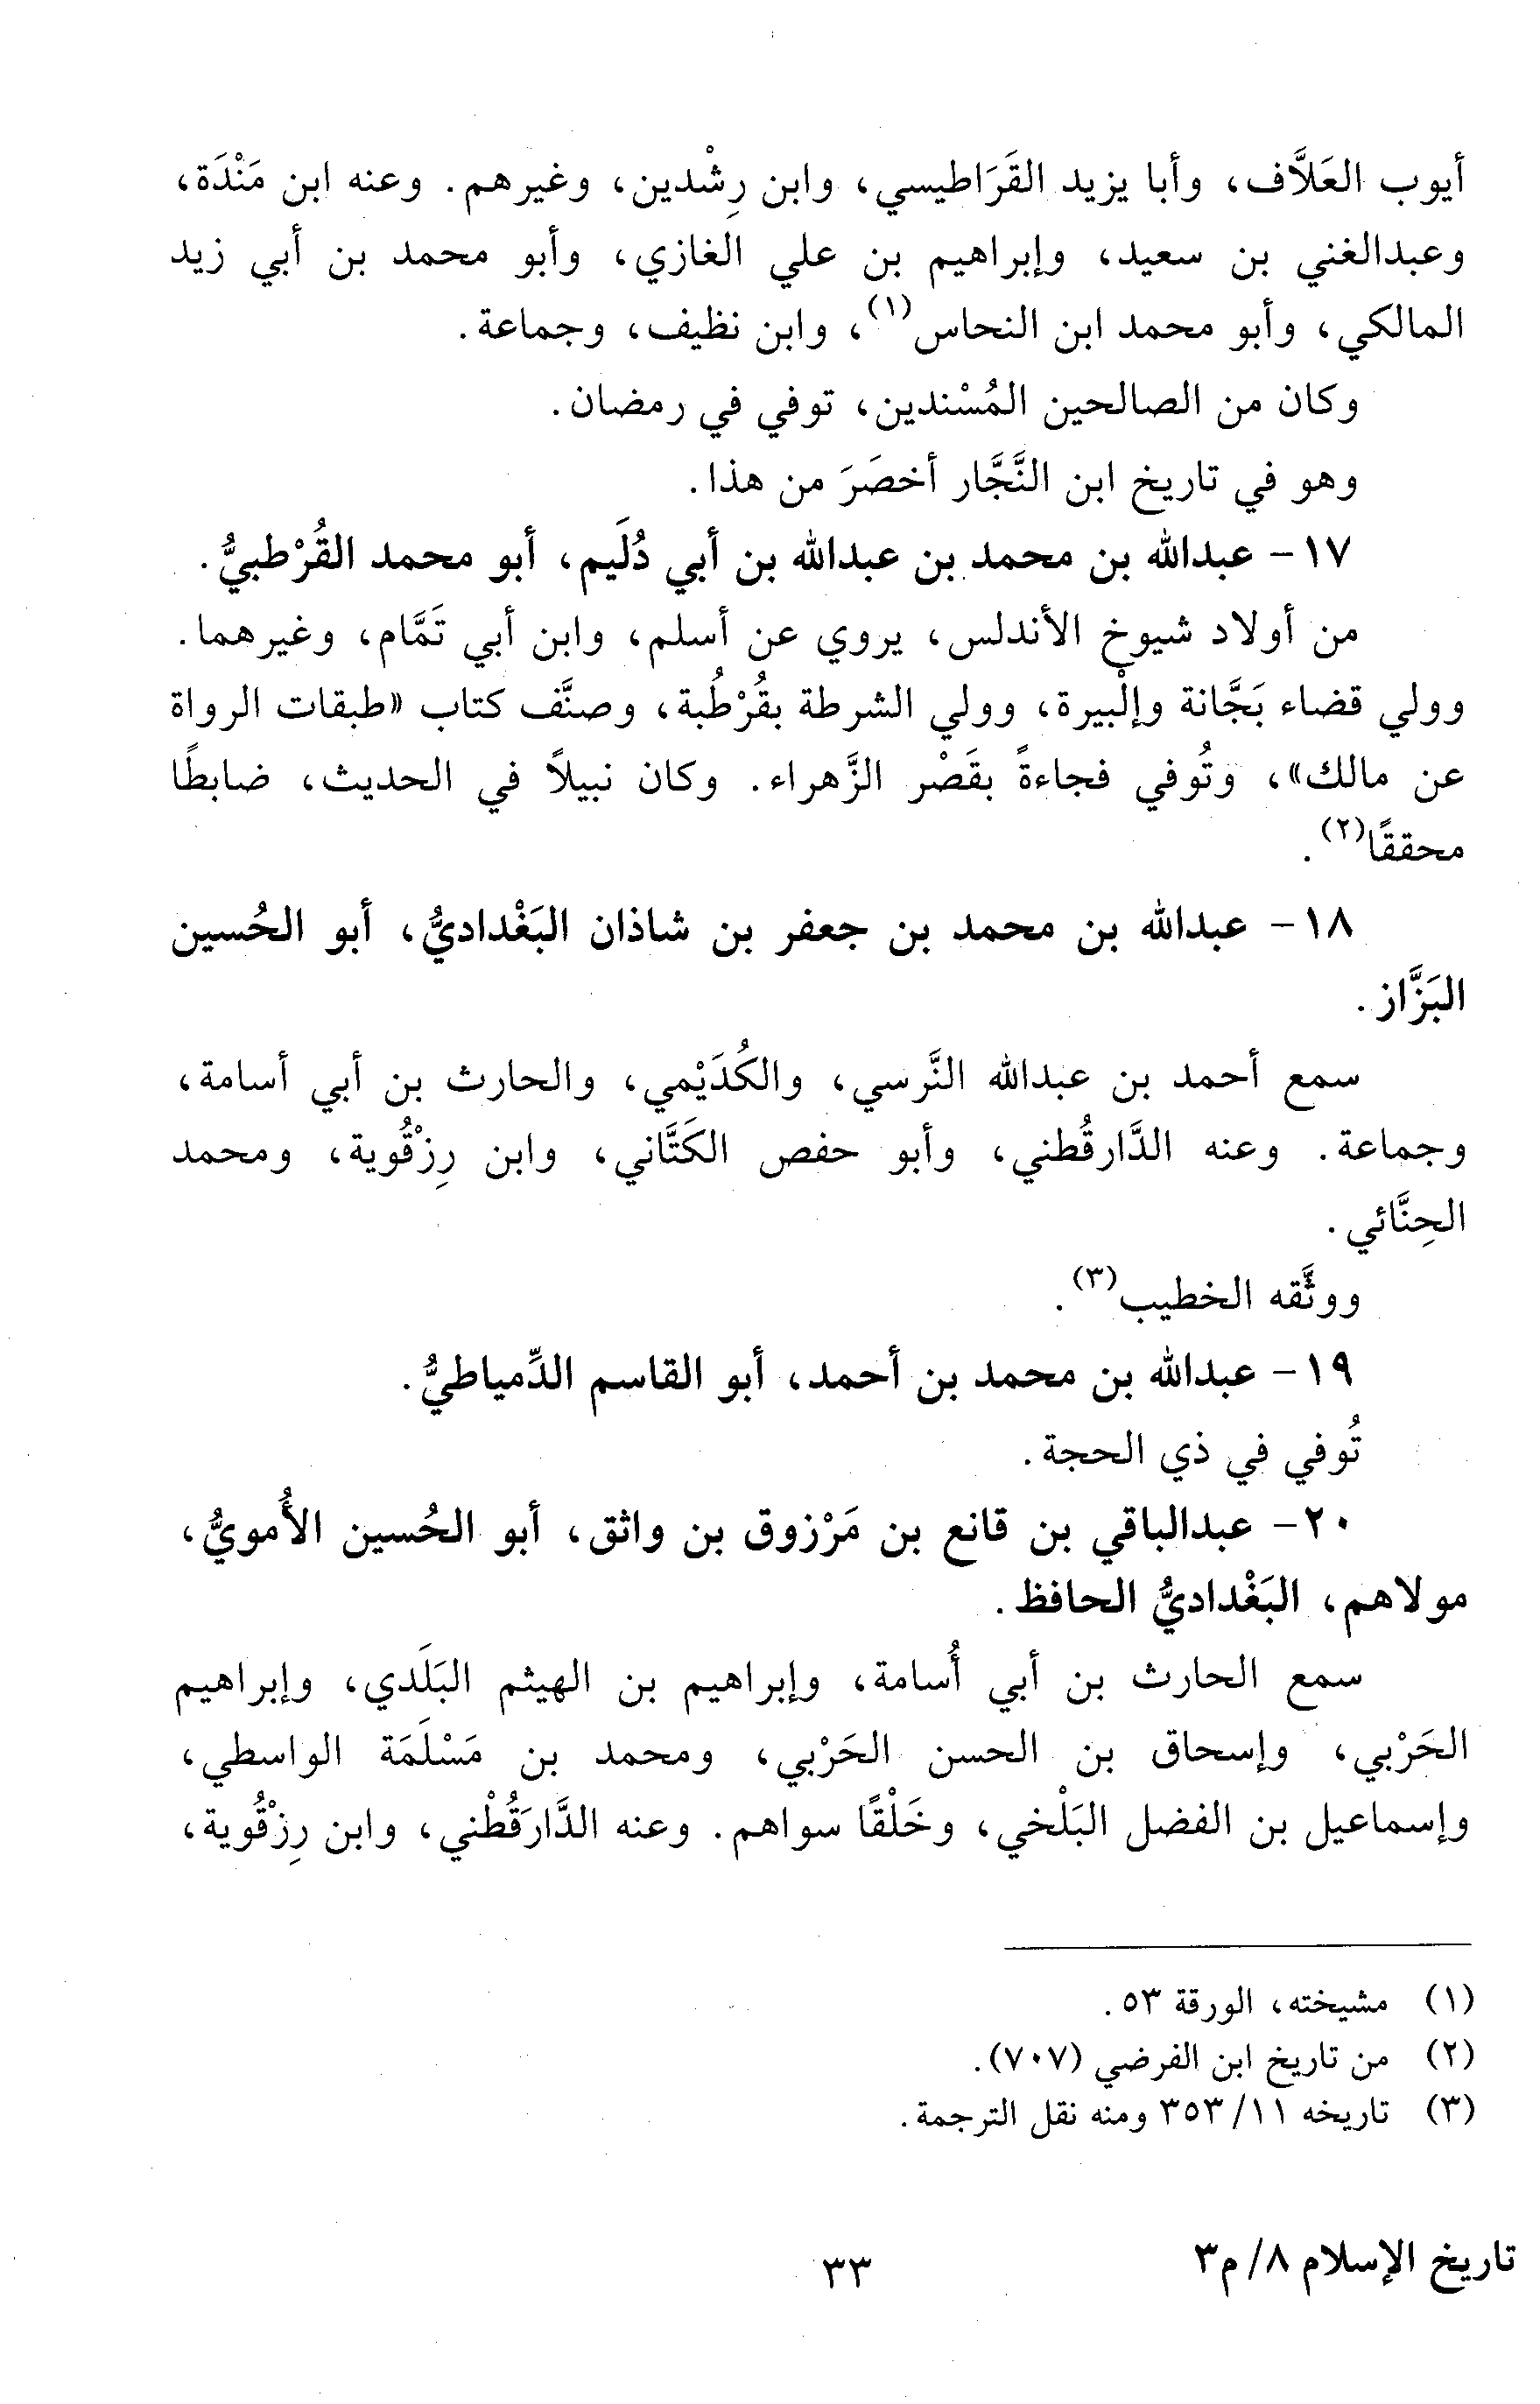 أيوب العَلَّاف، وأبا يزيد القَرَاطيسي، وابن رِشْدين، وغيرهم. وعنه ابن مَنْدَة،
وعبدالغني بن سعيد، وإبراهيم بن علي الغازي، وأبو محمد بن أبي زيد
المالكي، وأبو محمد ابن النحاس(١)، وابن نظيف، وجماعة.
وكان من الصالحين المُسْندين، توفي في رمضان.
وهو في تاريخ ابن النَّجَّار أخصَرَ من هذا.
١٧- عبدالله بن محمد بن عبدالله بن أبي دُلَيم، أبو محمد القُرْطبيُّ.
من أولاد شيوخ الأندلس، يروي عن أسلم، وابن أبي تَمَّام، وغيرهما.
وولي قضاء بَجَّانة وإلْبيرة، وولي الشرطة بقُرْطُبة، وصنَّف كتاب «طبقات الرواة
عن مالك»، وتُوفي فجاءةً بقَصْر الزَّهراء. وكان نبيلاً في الحديث، ضابطًا
محققًا(٢).
١٨- عبدالله بن محمد بن جعفر بن شاذان البَغْداديُّ، أبو الحُسين
البَزَّاز.
سمع أحمد بن عبدالله النَّرسي، والكُدَيْمي، والحارث بن أبي أسامة،
وجماعة. وعنه الدَّارقُطني، وأبو حفص الكَتَّاني، وابن رِزْقُوية، ومحمد
الحِنَّائي.
ووثَّقه الخطيب(٣).
١٩- عبدالله بن محمد بن أحمد، أبو القاسم الدِّمياطيُّ.
تُوفي في ذي الحجة.
٢٠- عبدالباقي بن قانع بن مَرْزوق بن واثق، أبو الحُسين الأُمويُّ،
مولاهم، البَغْداديُّ الحافظ.
سمع الحارث بن أبي أُسامة، وإبراهيم بن الهيثم البَلَدي، وإبراهيم
الحَرْبي، وإسحاق بن الحسن الحَرْبي، ومحمد بن مَسْلَمَة الواسطي،
وإسماعيل بن الفضل البَلْخي، وخَلْقًا سواهم. وعنه الدَّارَقُطْني، وابن رِزْقُوية،
(١) مشيخته، الورقة ٥٣.
(٢) من تاريخ ابن الفرضي (٧٠٧).
(٣) تاريخه ١١/ ٣٥٣ ومنه نقل الترجمة.
تاريخ الإسلام ٨/ م٣
٣٣